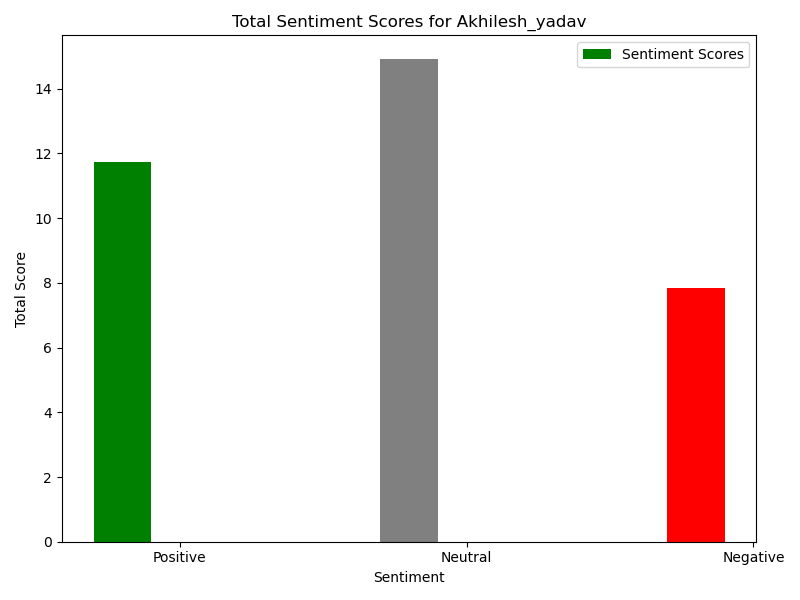 Total Sentiment Scores for Akhilesh_yadav
Sentiment Scores
Total Score
14
12
10
8
6
4
2
0
Positive
Neutral
Negative
Sentiment